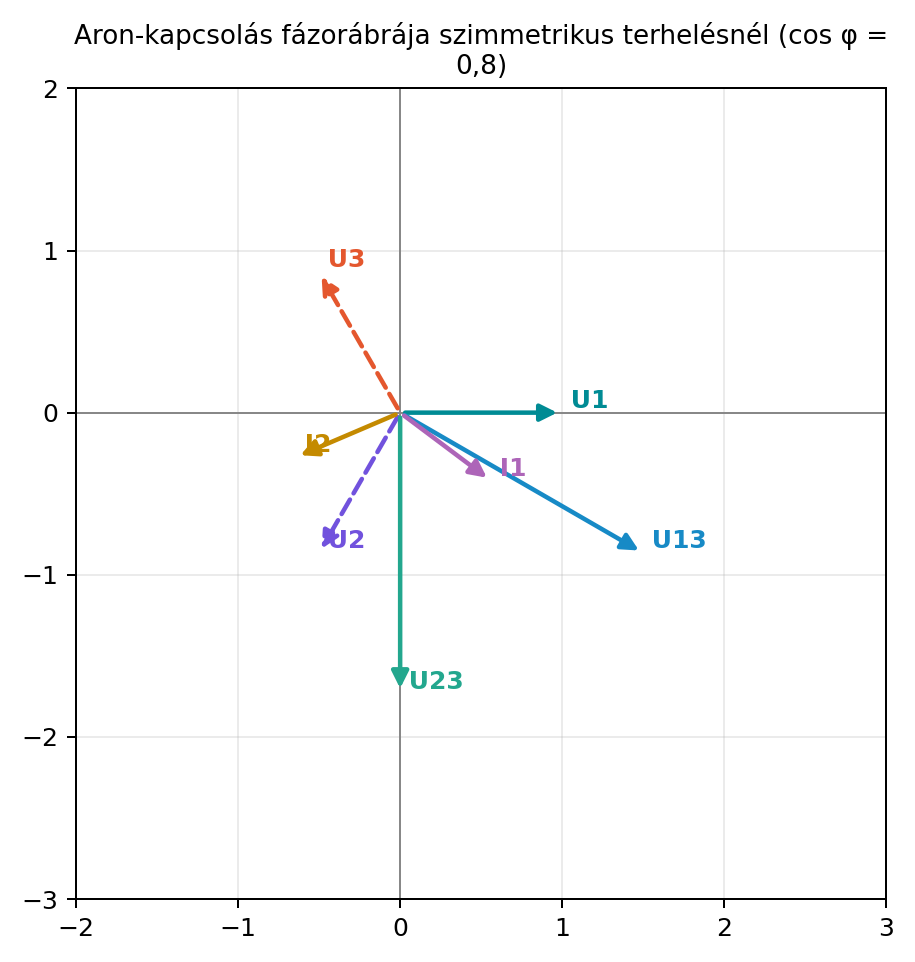 Aron-kapcsolás fázorábrája szimmetrikus terhelésnél (cos φ =
0,8)
2
1
0
−1
−2
−3
U3
U1
I2
I1
U2
U13
U23
−2
−1
0
1
2
3